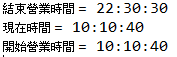 結束營業時間 = 22:30:30
現在時間 = 10:10:40
開始營業時間 = 10:10:40